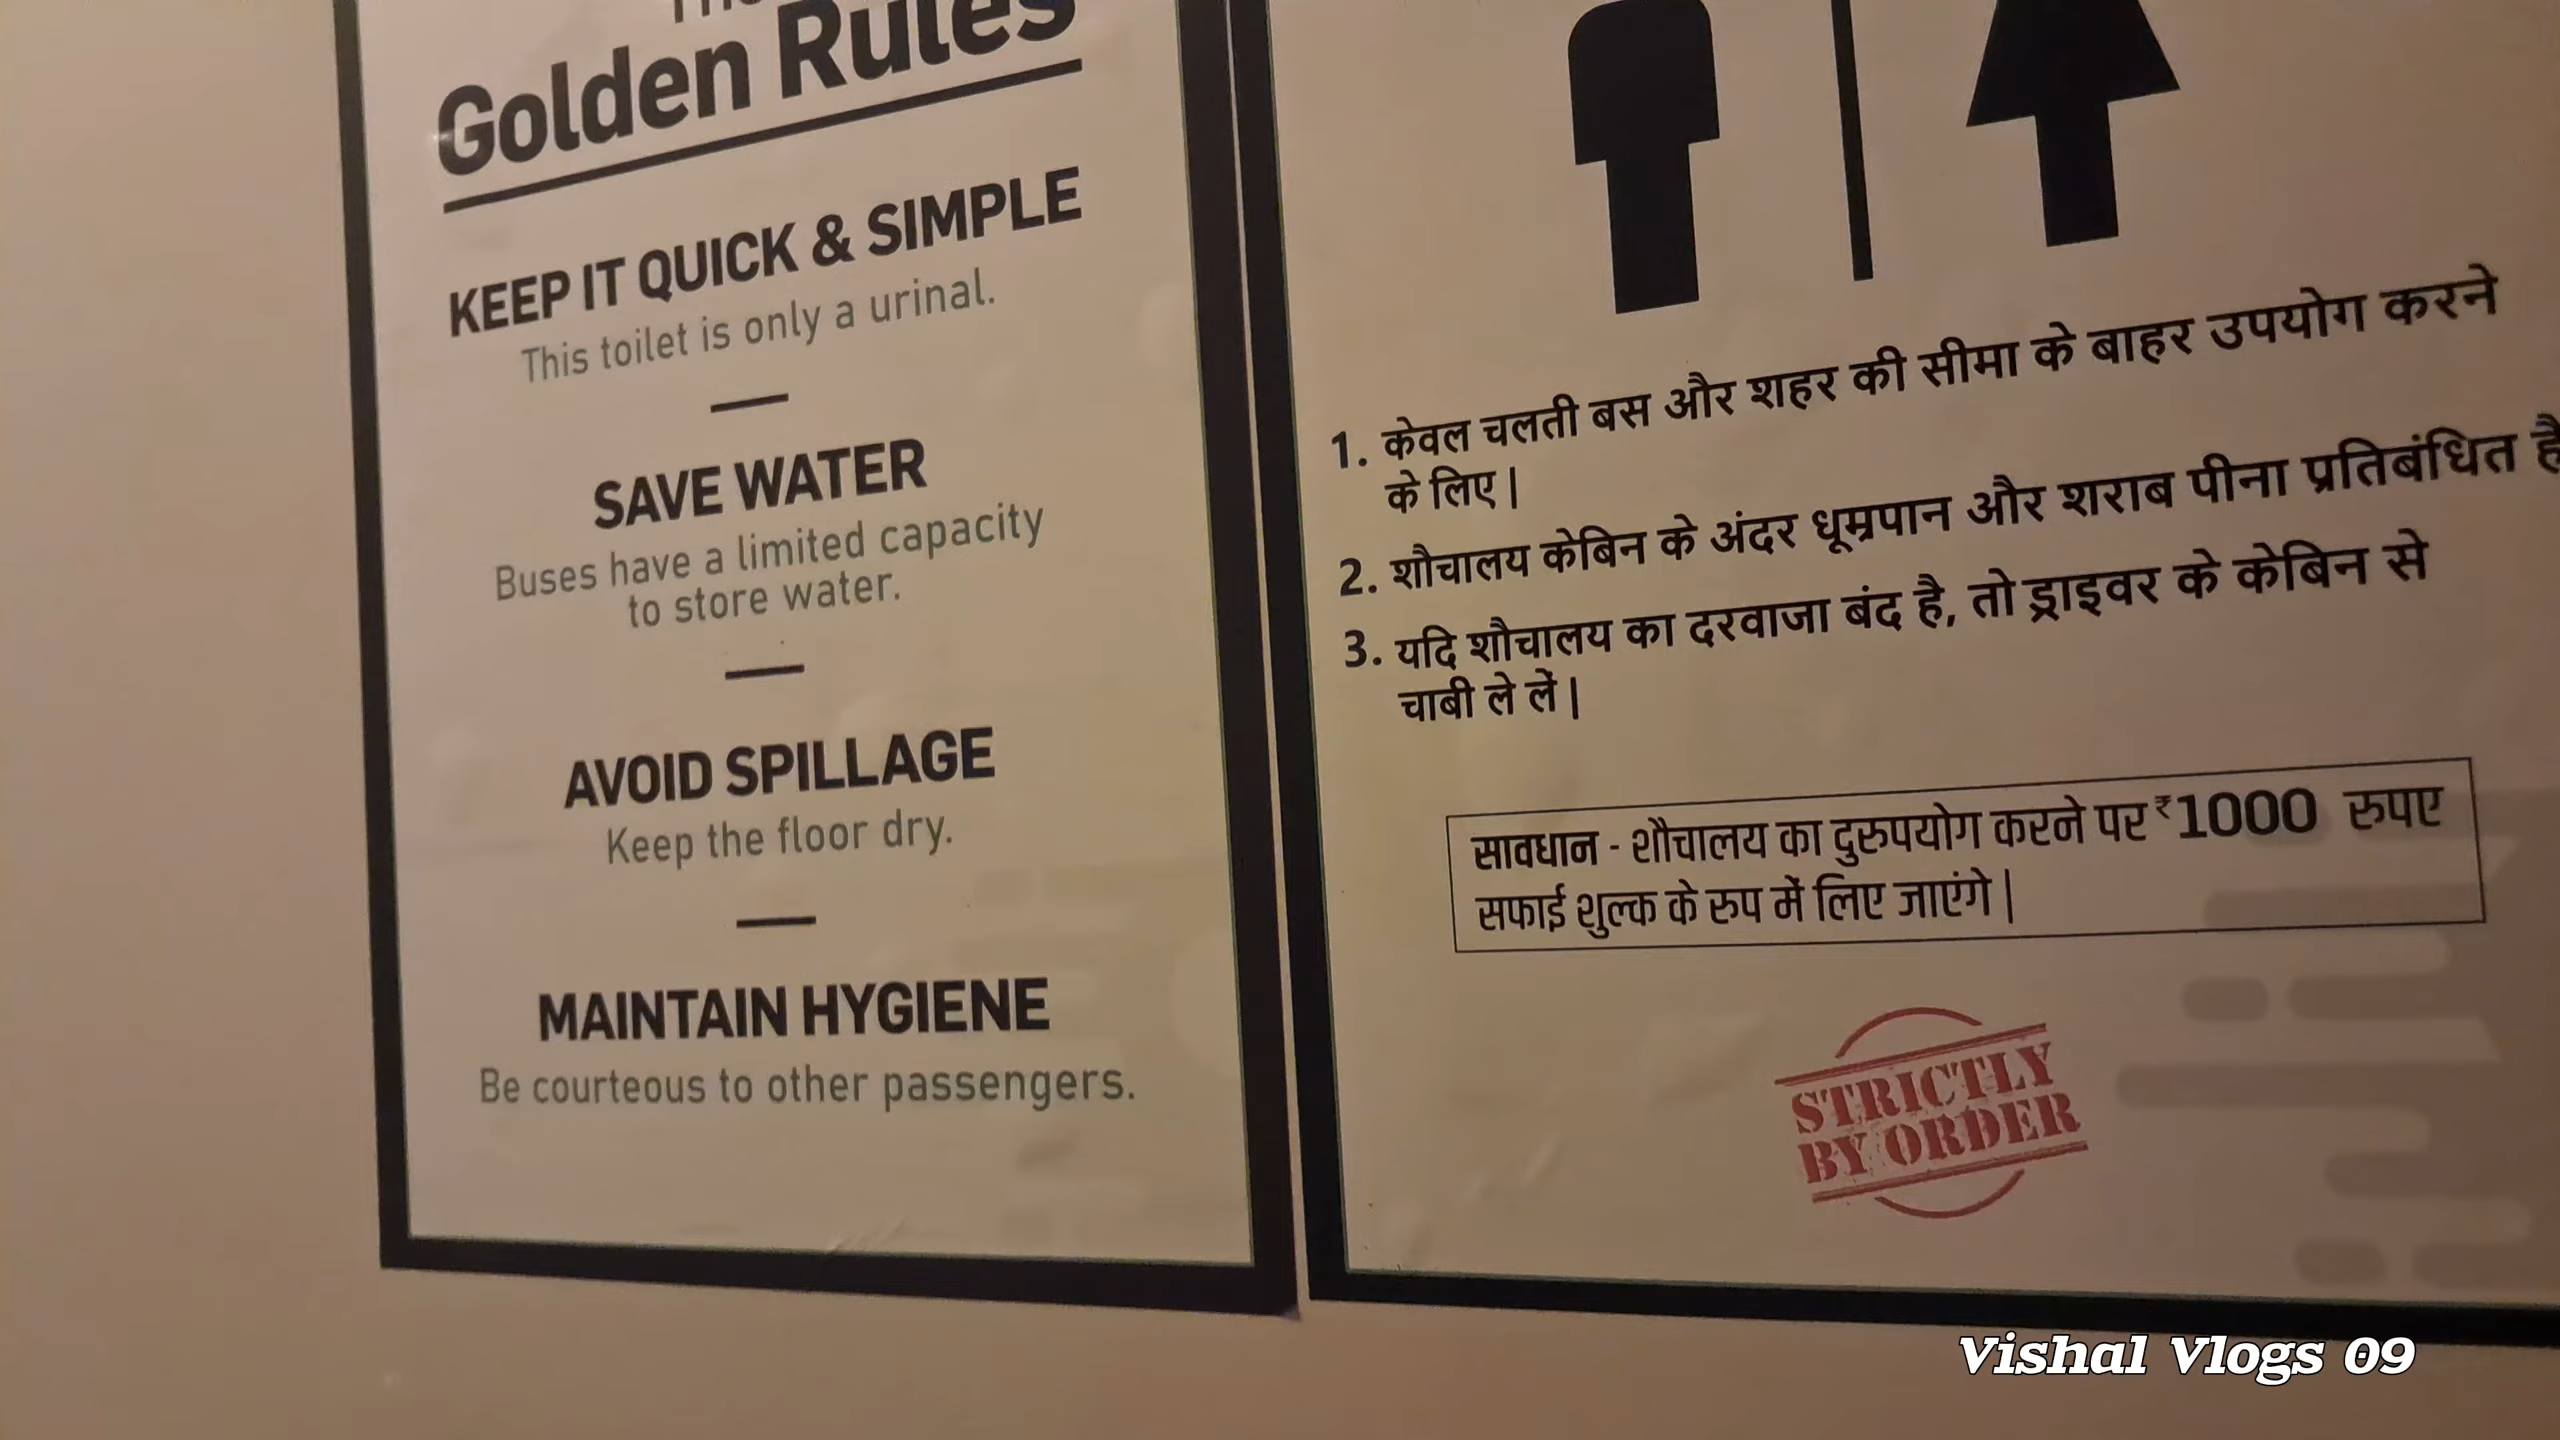 Golden Rules
KEEP IT QUICK & SIMPLE
This toilet is only a urinal.
SAVE WATER
Buses have a limited capacity
to store water.
AVOID SPILLAGE
Keep the floor dry.
MAINTAIN HYGIENE
Be courteous to other passengers.
1. केवल चलती बस और शहर की सीमा के बाहर उपयोग करने
के लिए |
2. शौचालय केबिन के अंदर धूम्रपान और शराब पीना प्रतिबंधित है
3. यदि शौचालय का दरवाजा बंद है, तो ड्राइवर के केबिन से
चाबी ले लें |
सावधान - शौचालय का दुरुपयोग करने पर ₹1000 रुपए
सफाई शुल्क के रुप में लिए जाएंगे |
STRICTLY
BY ORDER
Vishal Vlogs 09